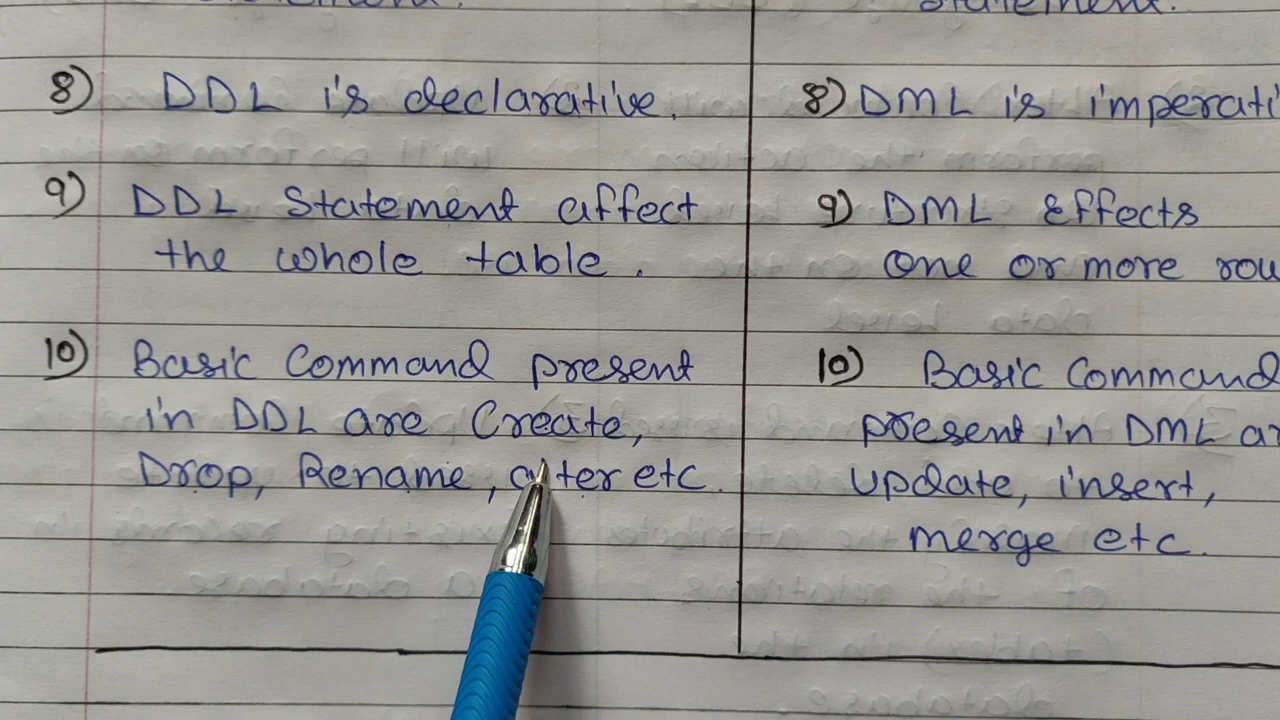 8) DDL is declarative.
9) DDL Statement affect
the whole table.
10) Basic Command present
in DDL are Create,
Drop, Rename, alter etc.
statement.
8) DML is imperati
9) DML Effects
one or more row
10) Basic Command
present in DML ar
Update, insert,
merge etc.